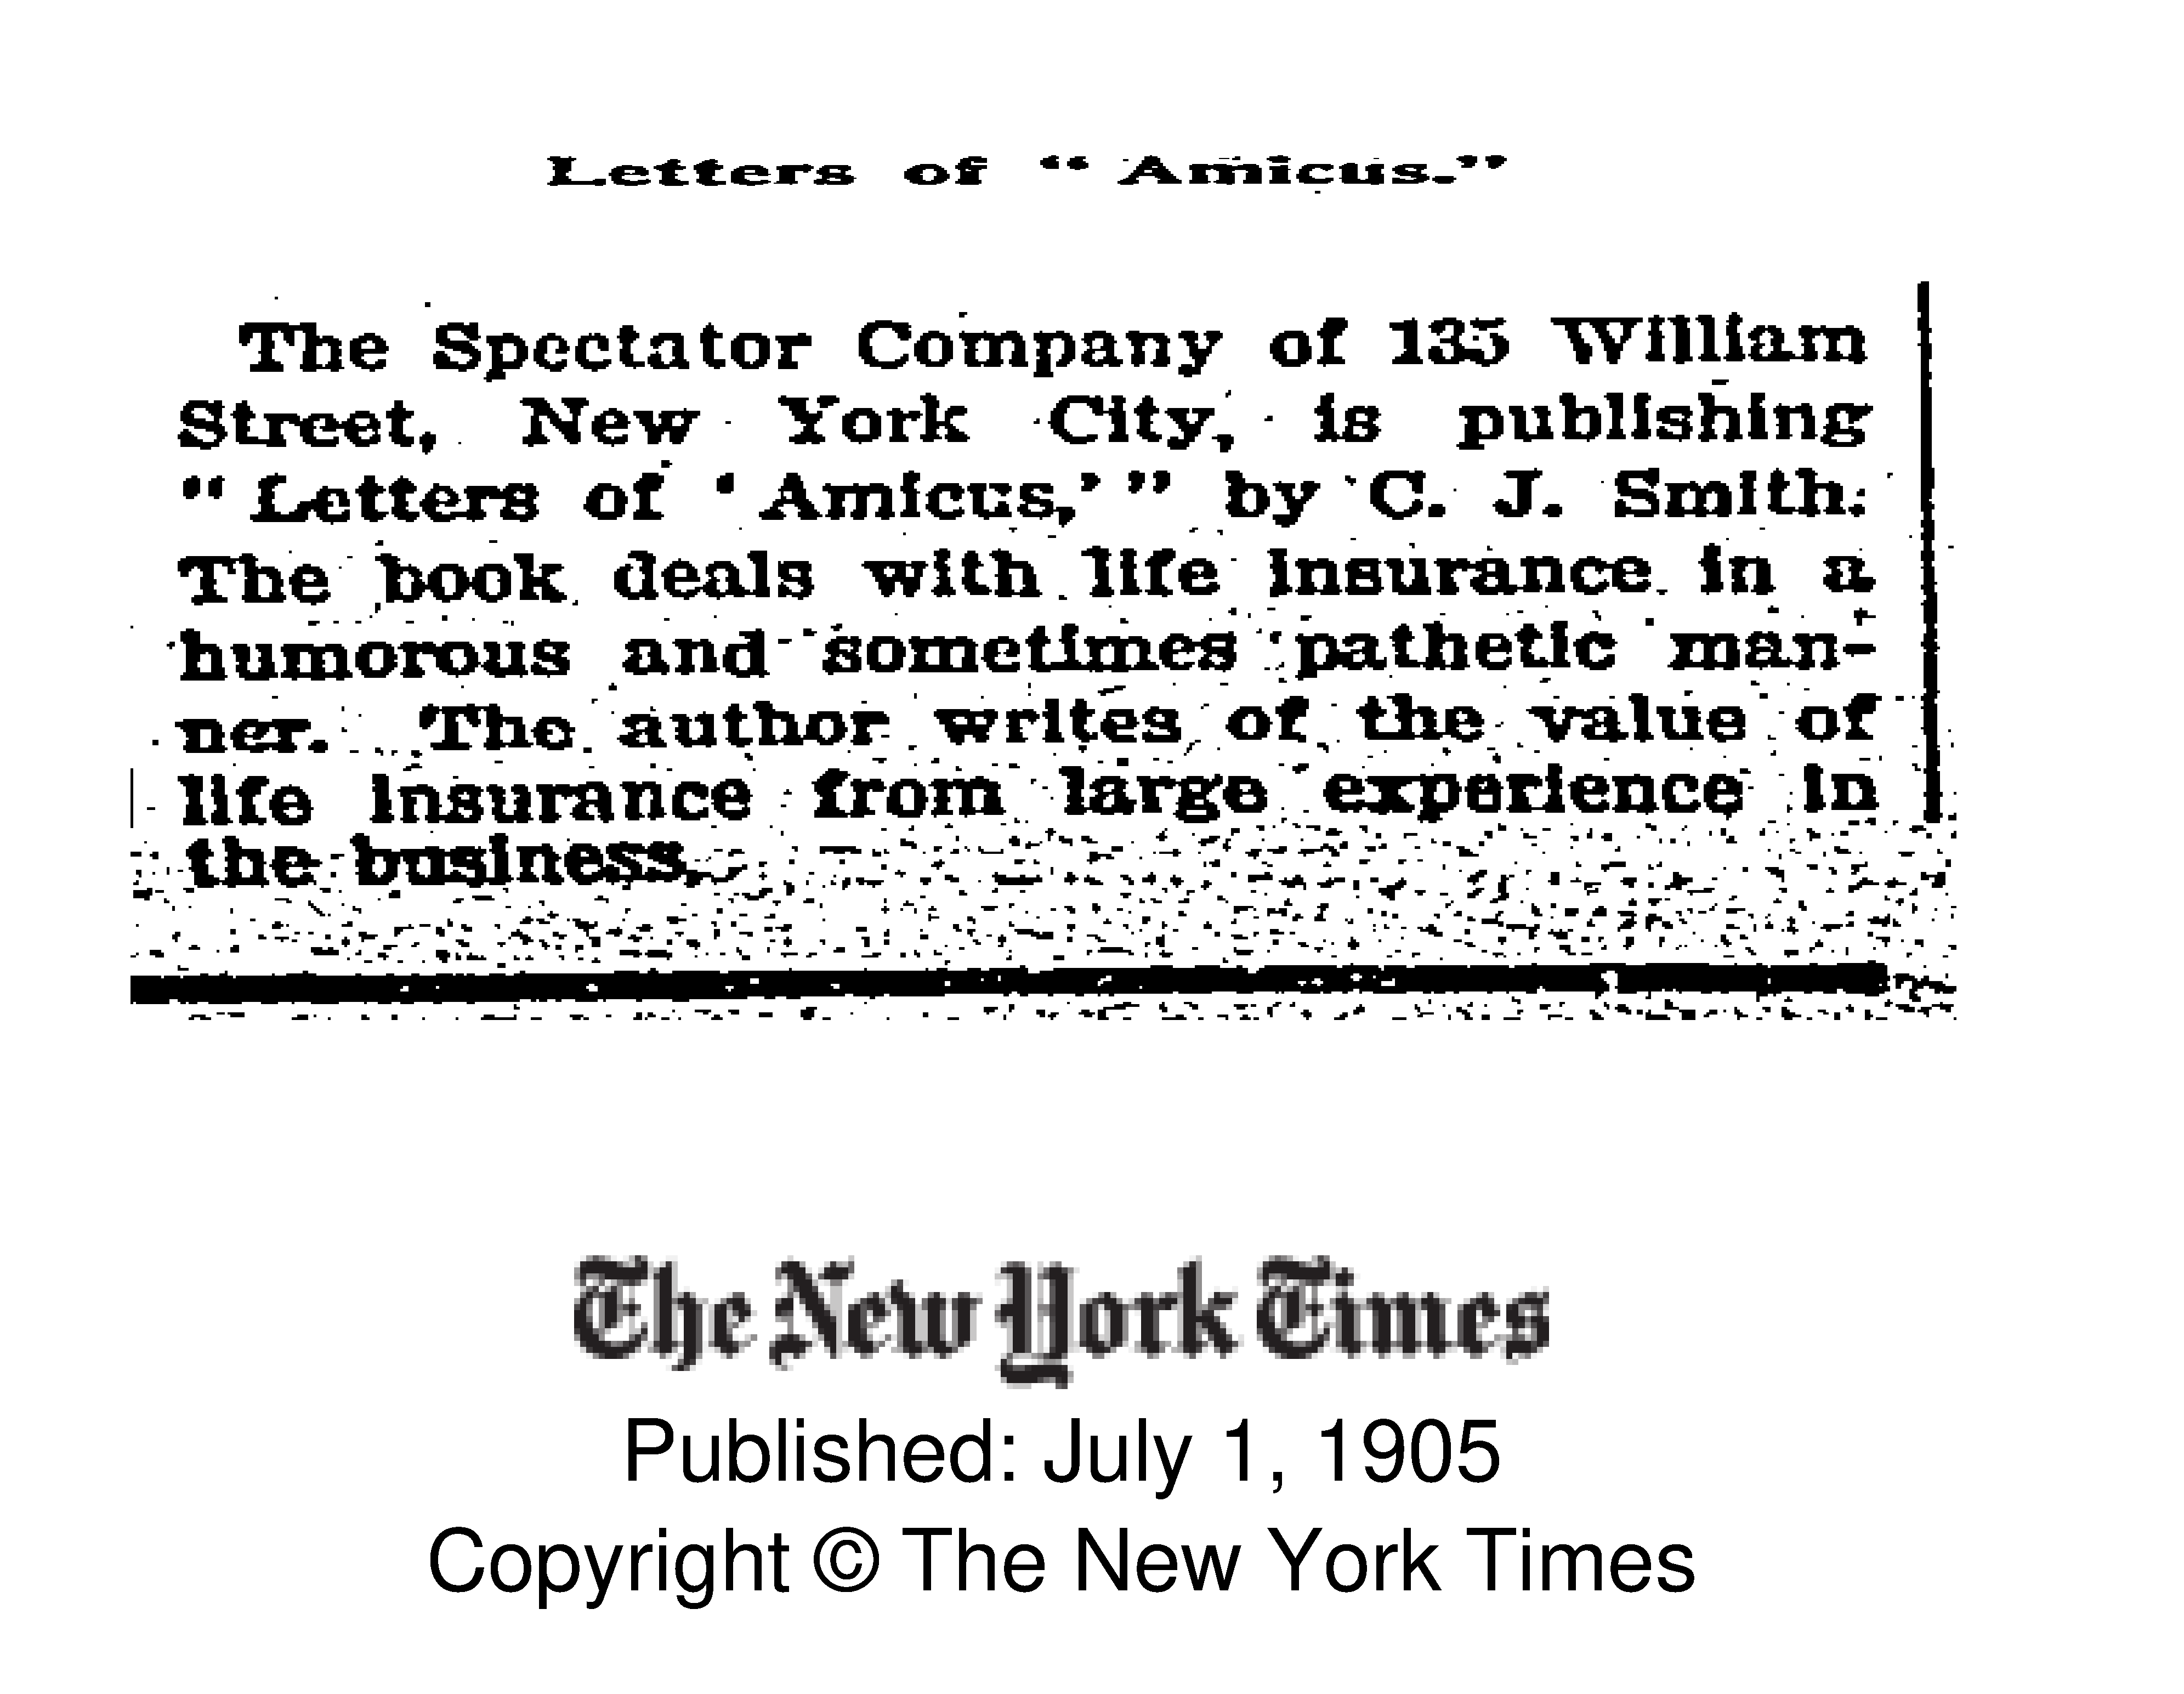 Letters of “ Amicus.”
The Spectator Company of 135 William
Street, New York City, is publishing
“ Letters of ‘ Amicus,’ ” by C. J. Smith.
The book deals with life insurance in a
humorous and sometimes pathetic man-
ner. The author writes of the value of
life insurance from large experience in
the business.
The New York Times
Published: July 1, 1905
Copyright © The New York Times